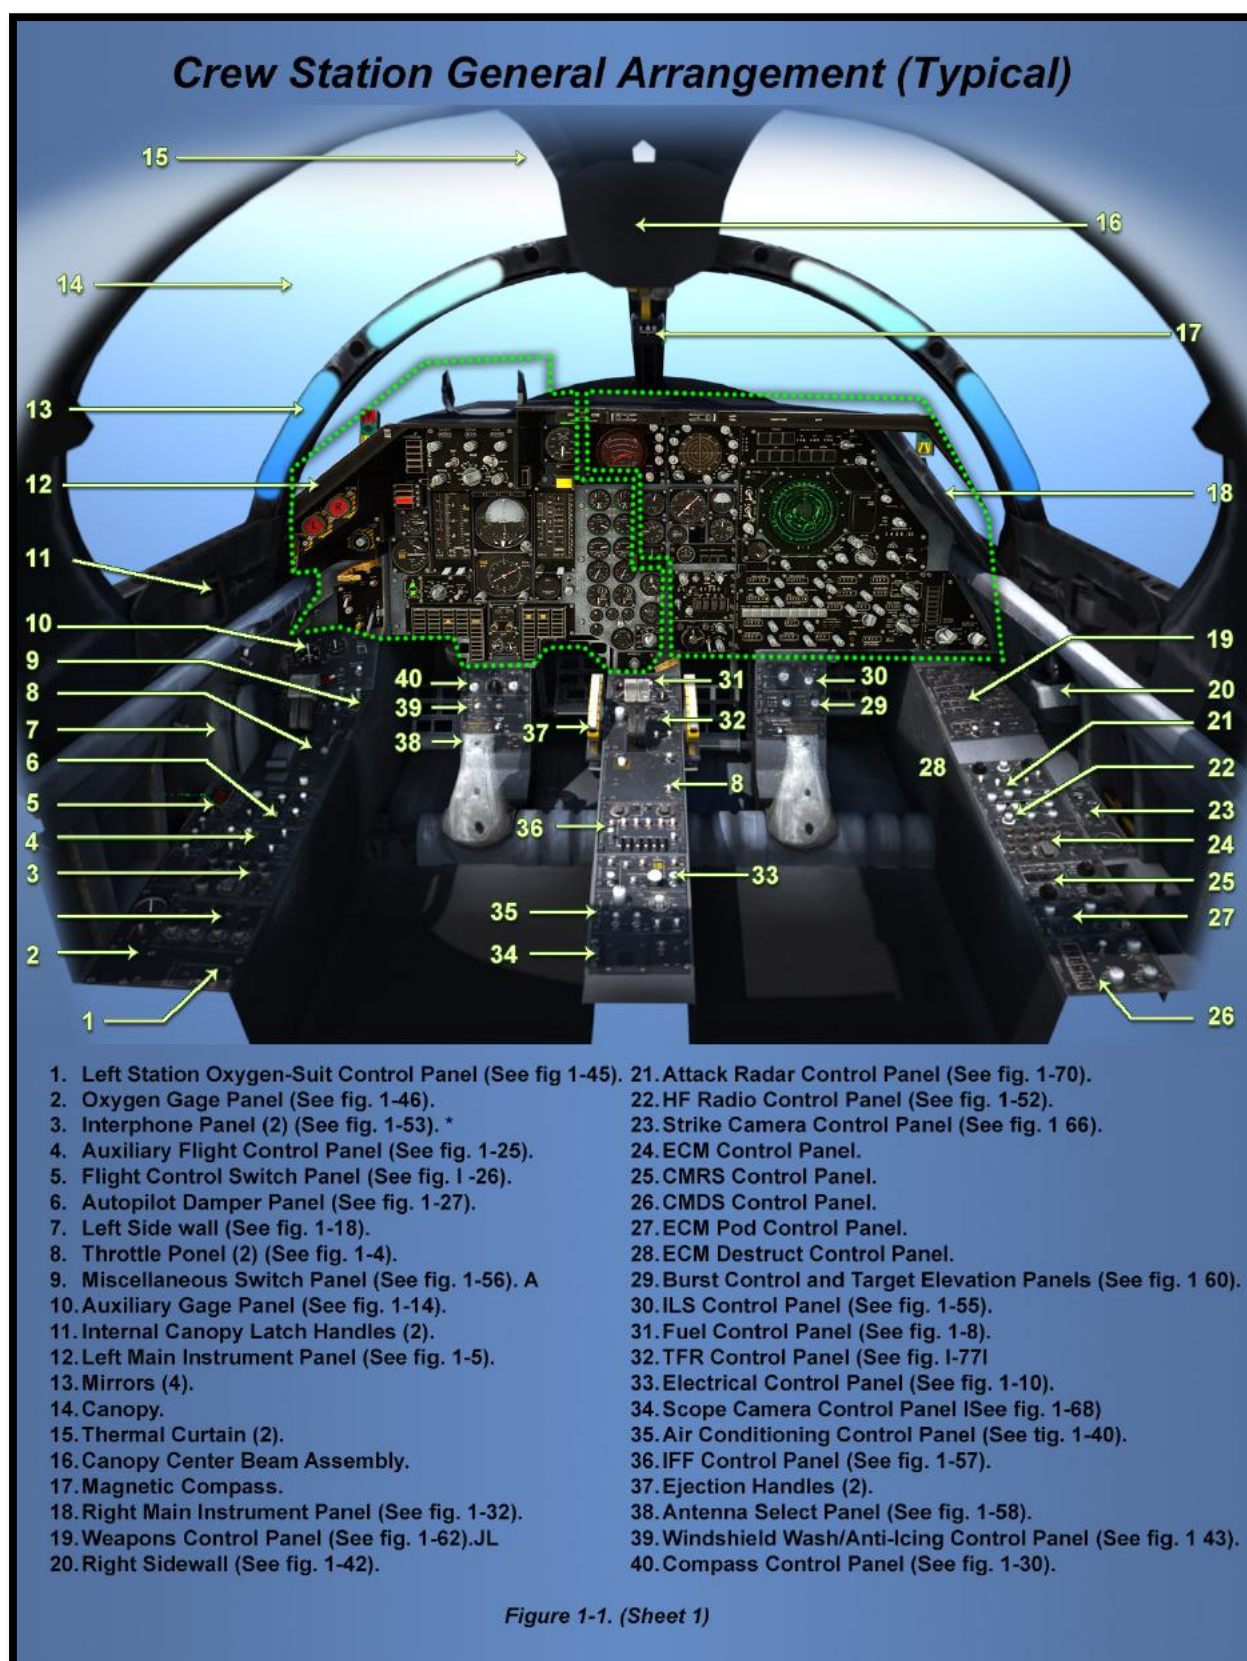 Crew Station General Arrangement (Typical)
15
16
14
17
13
12
18
11
10
19
9
40
31
30
20
8
39
32
29
21
7
38
37
28
22
6
8
5
36
23
4
24
3
33
25
35
27
2
34
1
26
1. Left Station Oxygen-Suit Control Panel (See fig 1-45).
2. Oxygen Gage Panel (See fig. 1-46).
3. Interphone Panel (2) (See fig. 1-53). *
4. Auxiliary Flight Control Panel (See fig. 1-25).
5. Flight Control Switch Panel (See fig. I -26).
6. Autopilot Damper Panel (See fig. 1-27).
7. Left Side wall (See fig. 1-18).
8. Throttle Ponel (2) (See fig. 1-4).
9. Miscellaneous Switch Panel (See fig. 1-56). A
10. Auxiliary Gage Panel (See fig. 1-14).
11. Internal Canopy Latch Handles (2).
12. Left Main Instrument Panel (See fig. 1-5).
13. Mirrors (4).
14. Canopy.
15. Thermal Curtain (2).
16. Canopy Center Beam Assembly.
17. Magnetic Compass.
18. Right Main Instrument Panel (See fig. 1-32).
19. Weapons Control Panel (See fig. 1-62).JL
20. Right Sidewall (See fig. 1-42).
21. Attack Radar Control Panel (See fig. 1-70).
22. HF Radio Control Panel (See fig. 1-52).
23. Strike Camera Control Panel (See fig. 1 66).
24. ECM Control Panel.
25. CMRS Control Panel.
26. CMDS Control Panel.
27. ECM Pod Control Panel.
28. ECM Destruct Control Panel.
29. Burst Control and Target Elevation Panels (See fig. 1 60).
30. ILS Control Panel (See fig. 1-55).
31. Fuel Control Panel (See fig. 1-8).
32. TFR Control Panel (See fig. I-77I
33. Electrical Control Panel (See fig. 1-10).
34. Scope Camera Control Panel ISee fig. 1-68)
35. Air Conditioning Control Panel (See tig. 1-40).
36. IFF Control Panel (See fig. 1-57).
37. Ejection Handles (2).
38. Antenna Select Panel (See fig. 1-58).
39. Windshield Wash/Anti-Icing Control Panel (See fig. 1 43).
40. Compass Control Panel (See fig. 1-30).
Figure 1-1. (Sheet 1)